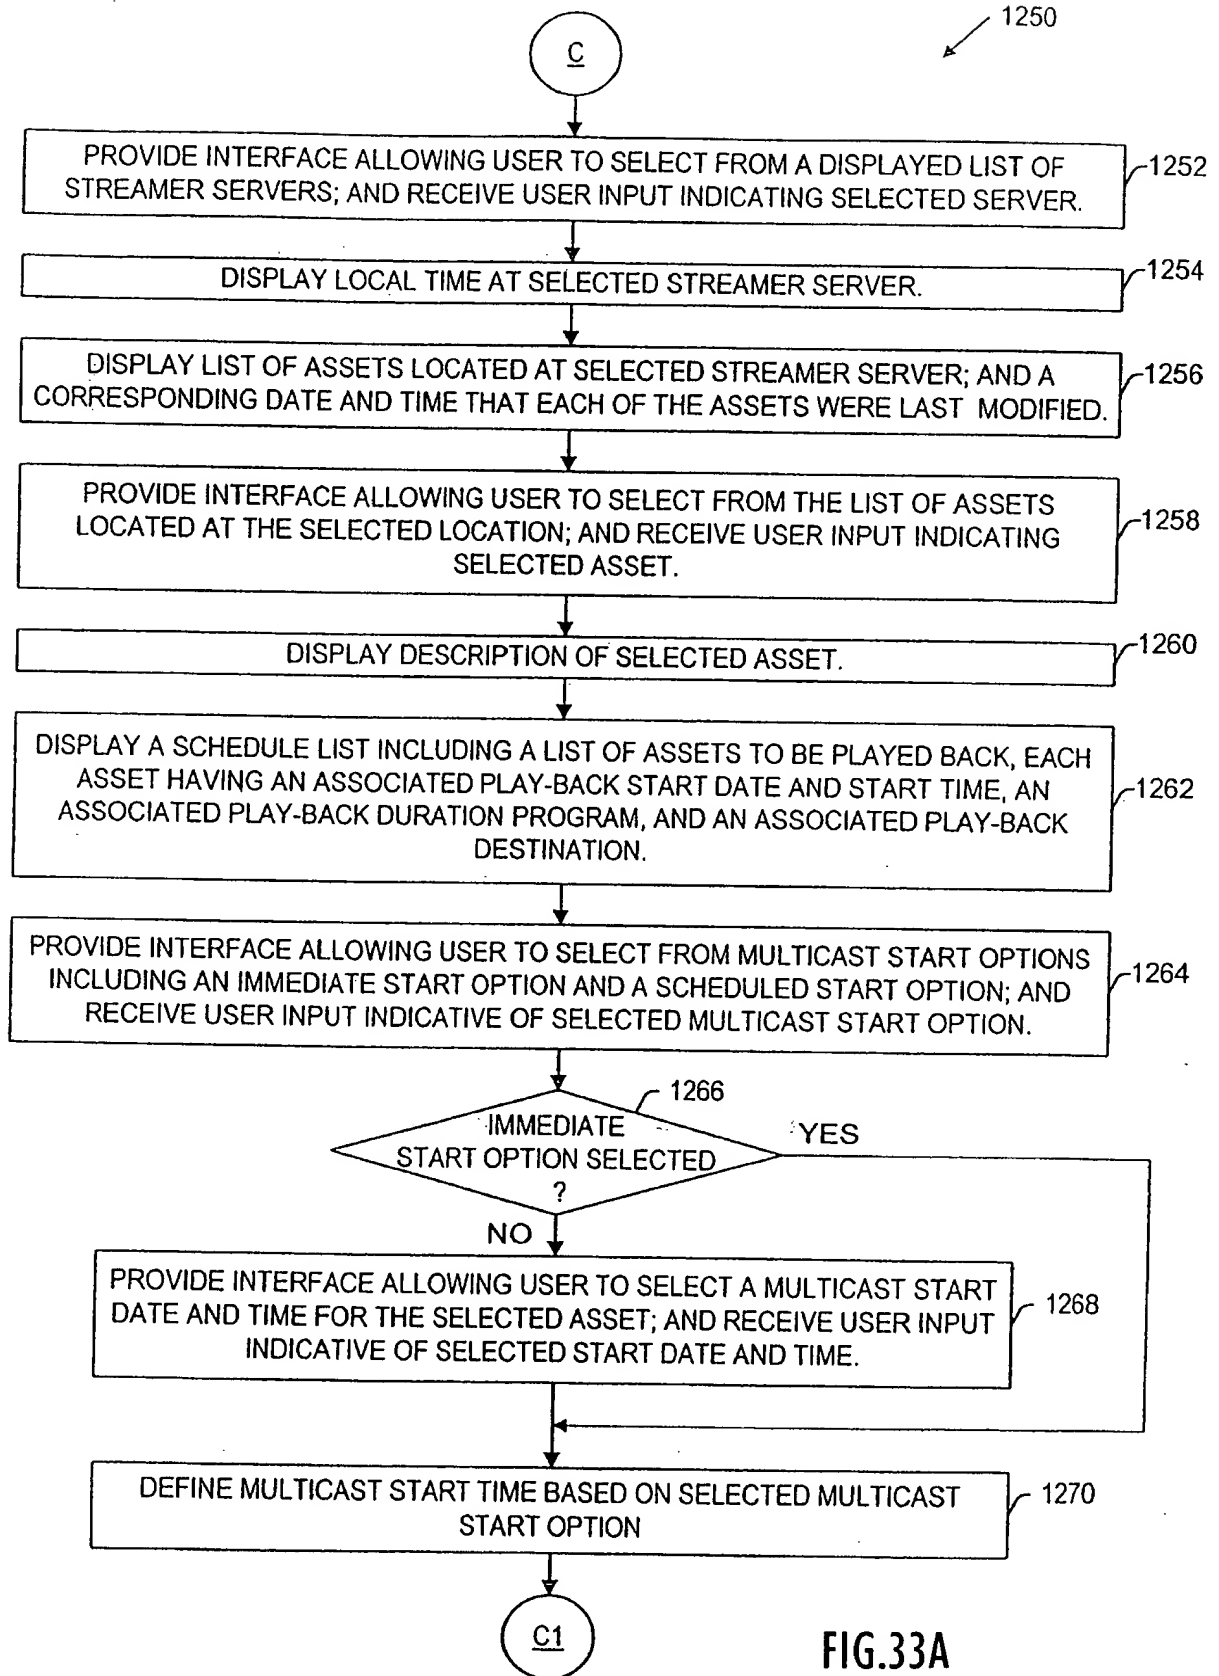 1250
C
PROVIDE INTERFACE ALLOWING USER TO SELECT FROM A DISPLAYED LIST OF
STREAMER SERVERS; AND RECEIVE USER INPUT INDICATING SELECTED SERVER.
1252
DISPLAY LOCAL TIME AT SELECTED STREAMER SERVER.
1254
DISPLAY LIST OF ASSETS LOCATED AT SELECTED STREAMER SERVER; AND A
CORRESPONDING DATE AND TIME THAT EACH OF THE ASSETS WERE LAST MODIFIED.
1256
PROVIDE INTERFACE ALLOWING USER TO SELECT FROM THE LIST OF ASSETS
LOCATED AT THE SELECTED LOCATION; AND RECEIVE USER INPUT INDICATING
SELECTED ASSET.
1258
DISPLAY DESCRIPTION OF SELECTED ASSET.
1260
DISPLAY A SCHEDULE LIST INCLUDING A LIST OF ASSETS TO BE PLAYED BACK, EACH
ASSET HAVING AN ASSOCIATED PLAY-BACK START DATE AND START TIME, AN
ASSOCIATED PLAY-BACK DURATION PROGRAM, AND AN ASSOCIATED PLAY-BACK
DESTINATION.
1262
PROVIDE INTERFACE ALLOWING USER TO SELECT FROM MULTICAST START OPTIONS
INCLUDING AN IMMEDIATE START OPTION AND A SCHEDULED START OPTION; AND
RECEIVE USER INPUT INDICATIVE OF SELECTED MULTICAST START OPTION.
1264
1266
IMMEDIATE
START OPTION SELECTED
?
YES
NO
PROVIDE INTERFACE ALLOWING USER TO SELECT A MULTICAST START
DATE AND TIME FOR THE SELECTED ASSET; AND RECEIVE USER INPUT
INDICATIVE OF SELECTED START DATE AND TIME.
1268
DEFINE MULTICAST START TIME BASED ON SELECTED MULTICAST
START OPTION
1270
C1
FIG.33A